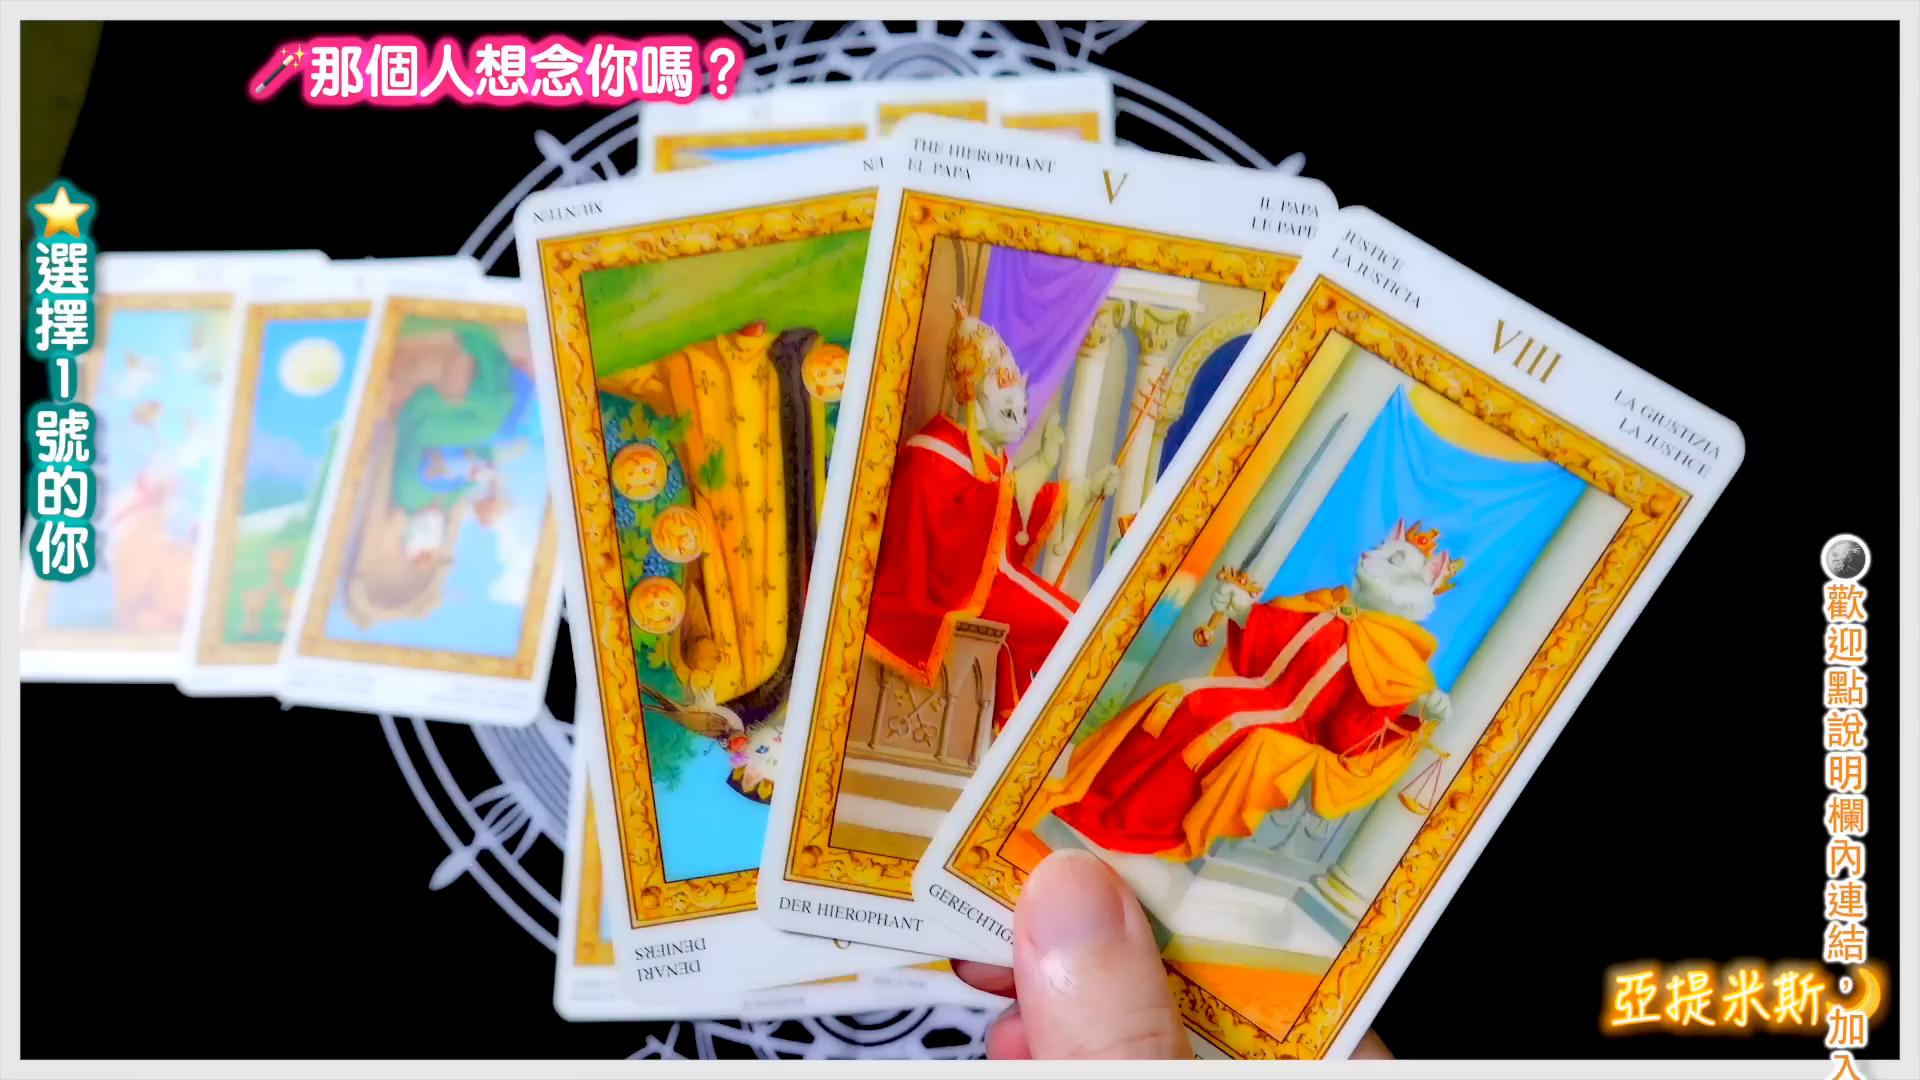 那個人想念你嗎？
選擇1號的你
MUNTEN
THE HIEROPHANT
EL PAPA
V
IL PAPA
LE PAPE
JUSTICE
LA JUSTICIA
VIII
LA GIUSTIZIA
LA JUSTICE
DER HIEROPHANT
DENIERS
DENARI
歡迎點說明欄內連結，加入
亞提米斯